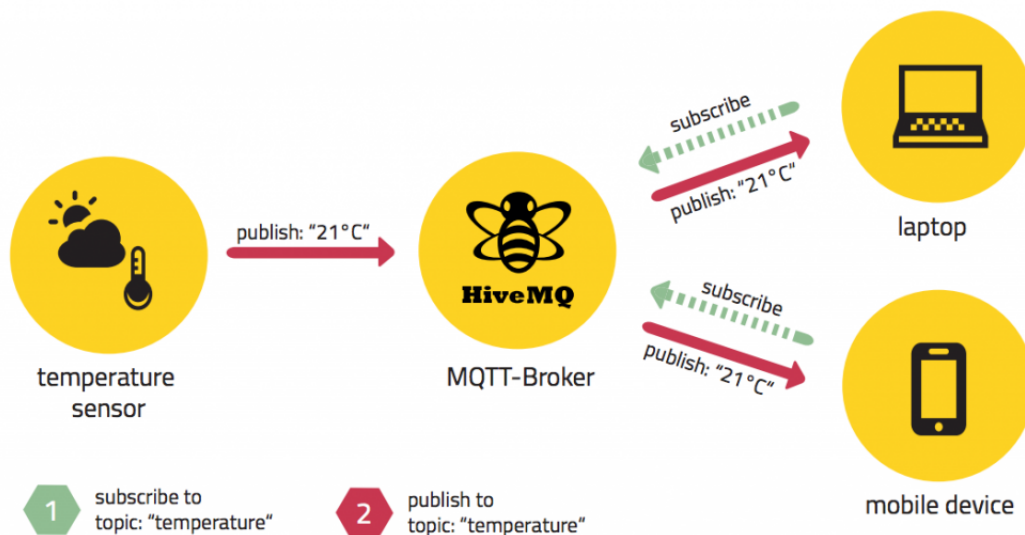 subscribe
publish: “21°C“
laptop
publish: “21°C“
HiveMQ
MQTT-Broker
temperature
sensor
subscribe
publish: “21°C“
mobile device
1
subscribe to
topic: “temperature“
2
publish to
topic: “temperature“